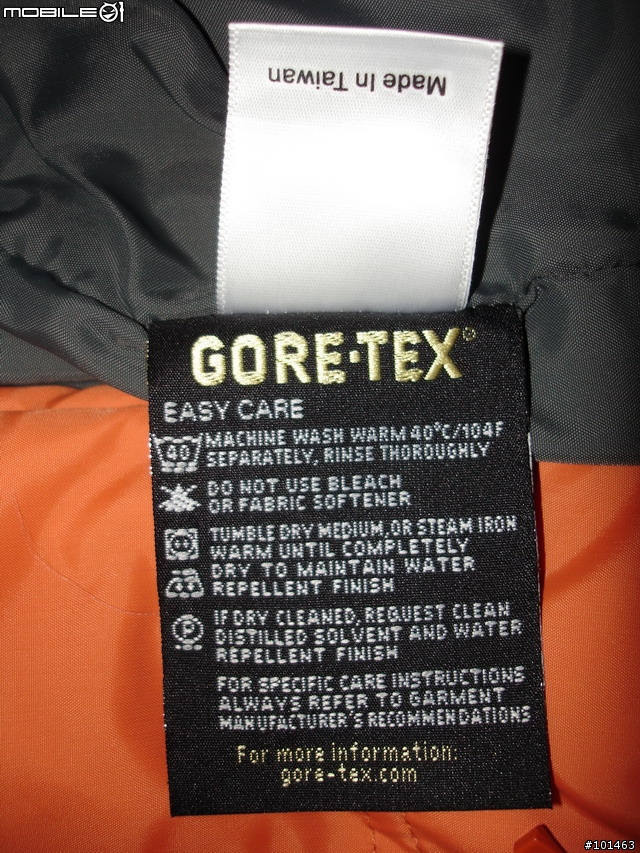 MOBILE01
Made In Taiwan
GORE-TEX®
EASY CARE
40
MACHINE WASH WARM 40°C/104F
SEPARATELY, RINSE THOROUGHLY
DO NOT USE BLEACH
OR FABRIC SOFTENER
TUMBLE DRY MEDIUM, OR STEAM IRON
WARM UNTIL COMPLETELY
DRY TO MAINTAIN WATER
REPELLENT FINISH
P
IF DRY CLEANED, REQUEST CLEAN
DISTILLED SOLVENT AND WATER
REPELLENT FINISH
FOR SPECIFIC CARE INSTRUCTIONS
ALWAYS REFER TO GARMENT
MANUFACTURER'S RECOMMENDATIONS
For more information:
gore-tex.com
#101463